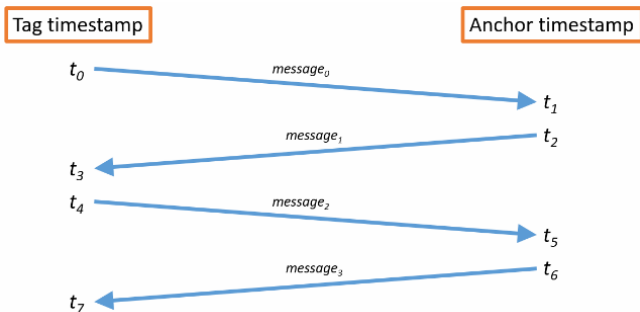 Tag timestamp Anchor timestamp
t0 message0
t1
message1 t2
t3
t4 message2
t5
message3 t6
t7